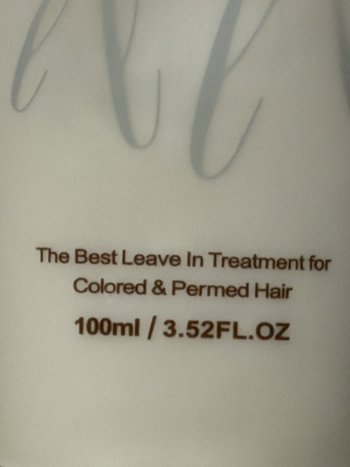 The Best Leave In Treatment for
Colored & Permed Hair
100ml / 3.52FL.OZ